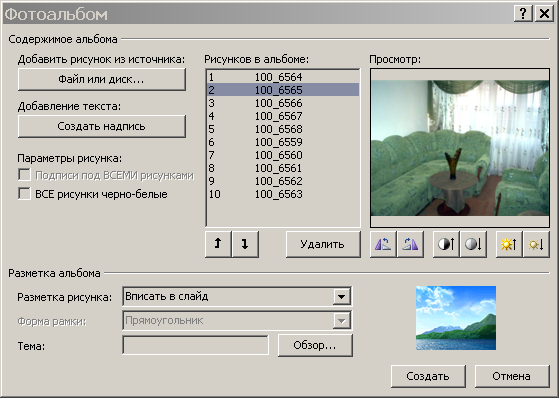 Фотоальбом
Содержимое альбома
Добавить рисунок из источника:
Файл или диск...
Добавление текста:
Создать надпись
Параметры рисунка:
Подписи под ВСЕМИ рисунками
ВСЕ рисунки черно-белые
Рисунков в альбоме:
1 100_6564
2 100_6565
3 100_6566
4 100_6567
5 100_6568
6 100_6559
7 100_6560
8 100_6561
9 100_6562
10 100_6563
Удалить
Просмотр:
Разметка альбома
Разметка рисунка: Вписать в слайд
Форма рамки: Прямоугольник
Тема: Обзор...
Создать Отмена